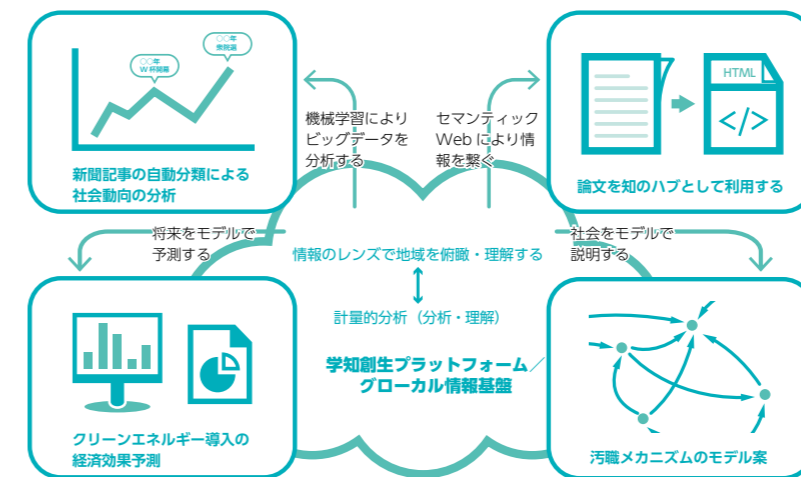 ○○年
W杯開幕
○○年
衆院選
新聞記事の自動分類による
社会動向の分析
機械学習により
ビッグデータを
分析する
セマンティック
Webにより情
報を繋ぐ
HTML
</>
論文を知のハブとして利用する
将来をモデルで
予測する
情報のレンズで地域を俯瞰・理解する
計量的分析（分析・理解）
学知創生プラットフォーム／
グローカル情報基盤
社会をモデルで
説明する
クリーンエネルギー導入の
経済効果予測
汚職メカニズムのモデル案